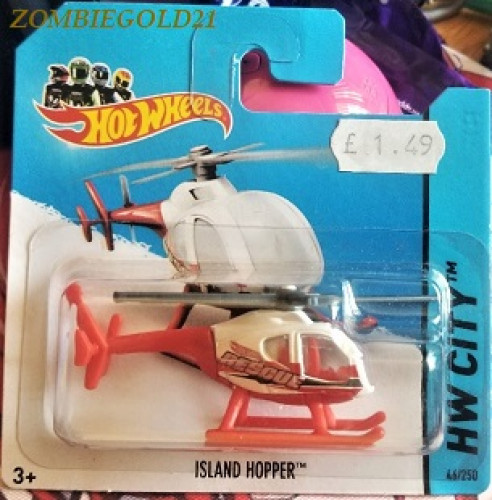 ZOMBIEGOLD21
HOT WHEELS
£ 1.49
HW CITY™
RESCUE
3+
ISLAND HOPPER™
46/250